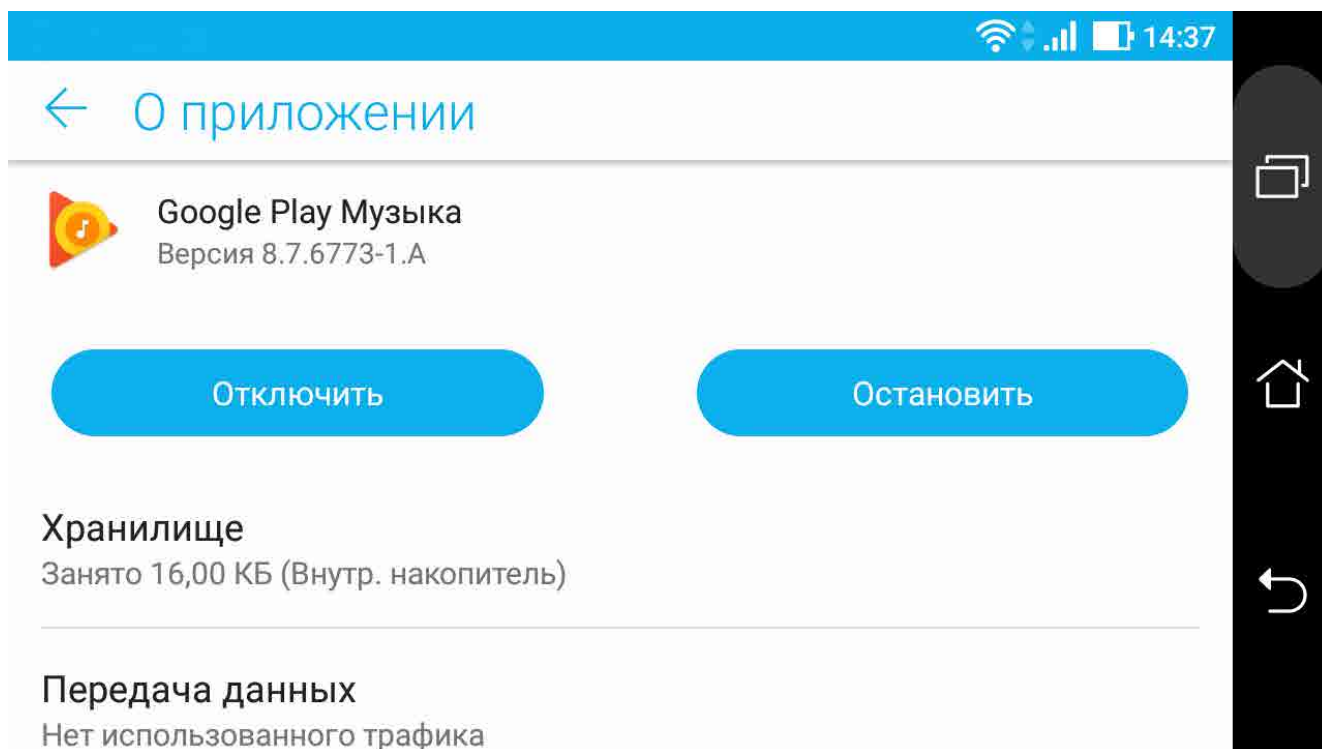 14:37
О приложении
Google Play Музыка
Версия 8.7.6773-1.A
Отключить
Остановить
Хранилище
Занято 16,00 КБ (Внутр. накопитель)
Передача данных
Нет использованного трафика